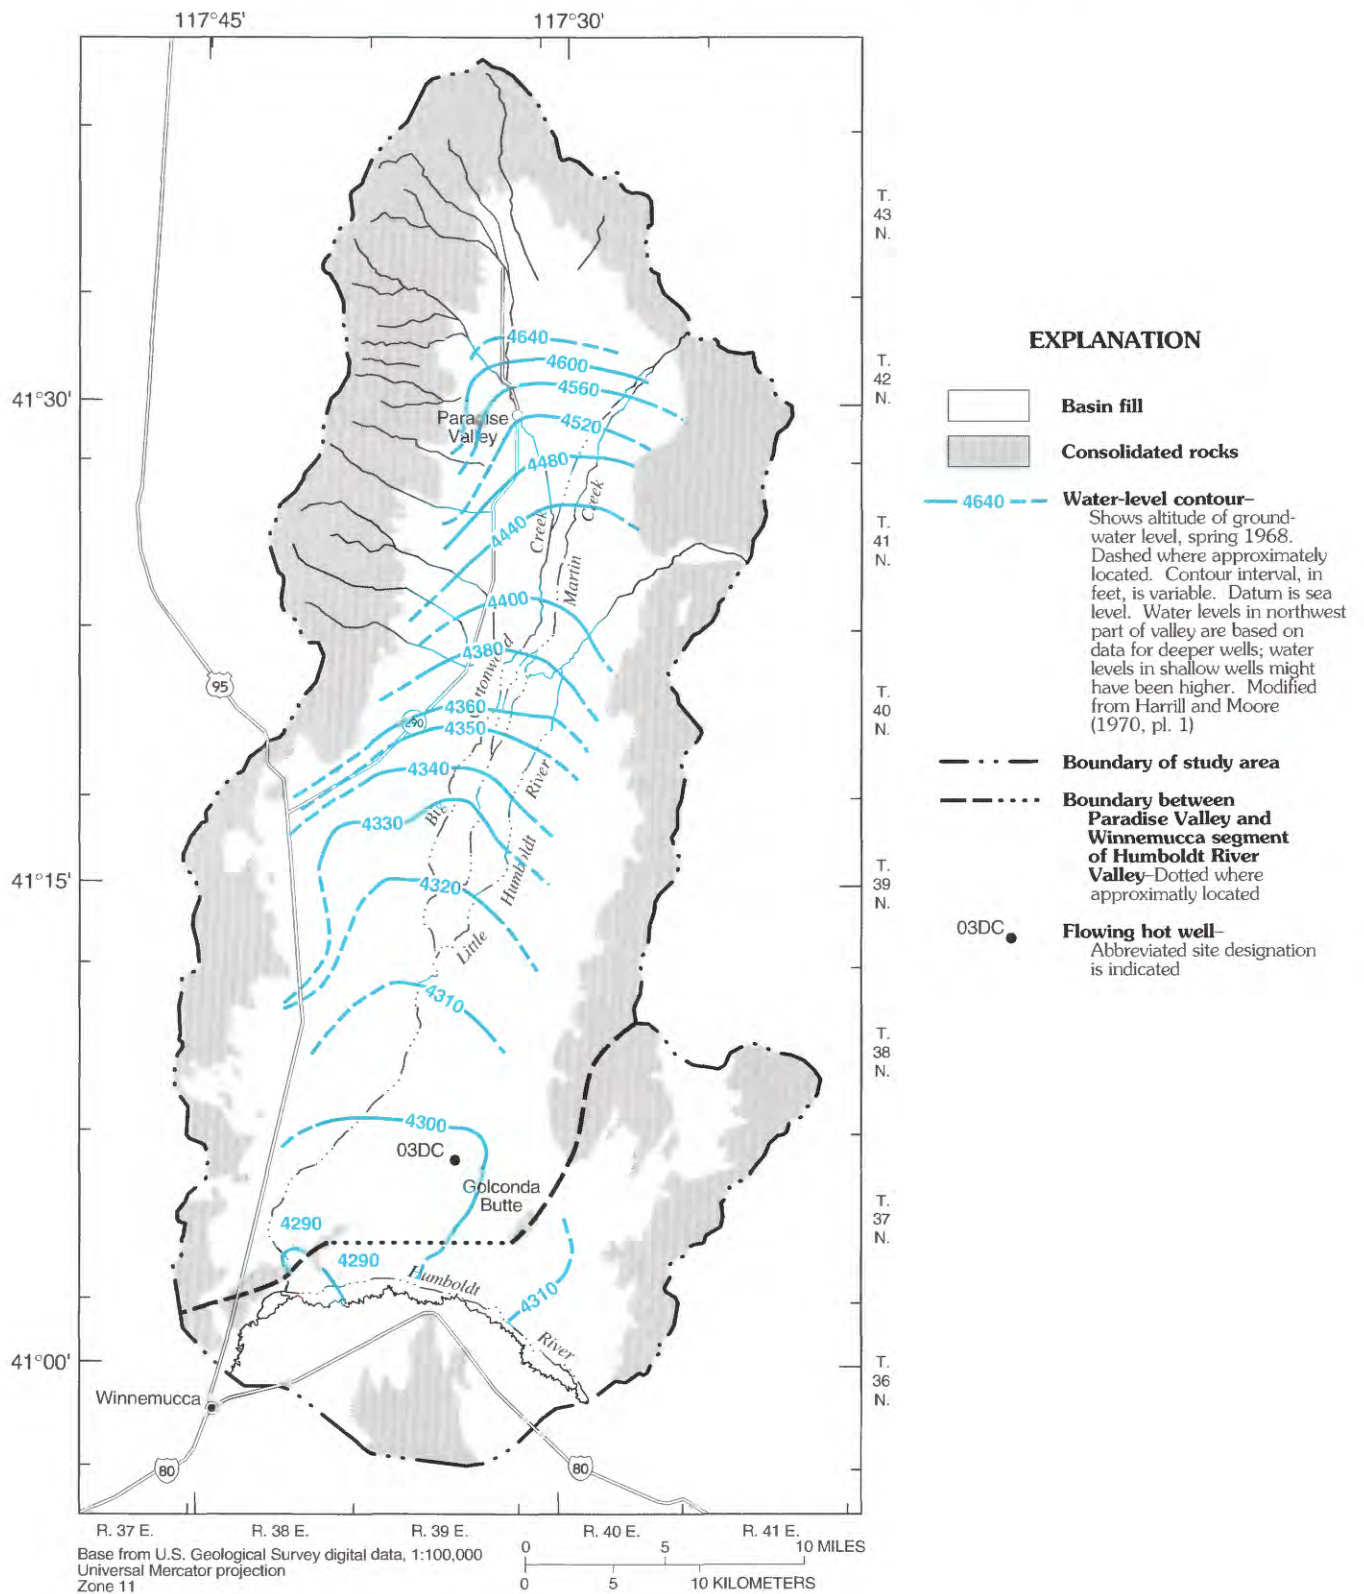 117°45'
117°30'
T.
43
N.
4640
4600
T.
42
N.
4560
41°30'
Paradise
Valley
4520
4480
4440
Creek
Creek
T.
41
N.
Martin
4400
4380
Cottonwood
95
4360
290
4350
T.
40
N.
4340
River
4330
Big
Humboldt
41°15'
4320
T.
39
N.
Little
4310
T.
38
N.
4300
03DC
Golconda
Butte
T.
37
N.
4290
4290
Humboldt
4310
River
41°00'
T.
36
N.
Winnemucca
80
80
R. 37 E.
R. 38 E.
R. 39 E.
R. 40 E.
R. 41 E.
Base from U.S. Geological Survey digital data, 1:100,000
Universal Mercator projection
Zone 11
0 5 10 MILES
0 5 10 KILOMETERS
EXPLANATION
Basin fill
Consolidated rocks
4640 Water-level contour–
Shows altitude of ground-
water level, spring 1968.
Dashed where approximately
located. Contour interval, in
feet, is variable. Datum is sea
level. Water levels in northwest
part of valley are based on
data for deeper wells; water
levels in shallow wells might
have been higher. Modified
from Harrill and Moore
(1970, pl. 1)
Boundary of study area
Boundary between
Paradise Valley and
Winnemucca segment
of Humboldt River
Valley–Dotted where
approximatly located
03DC Flowing hot well–
Abbreviated site designation
is indicated